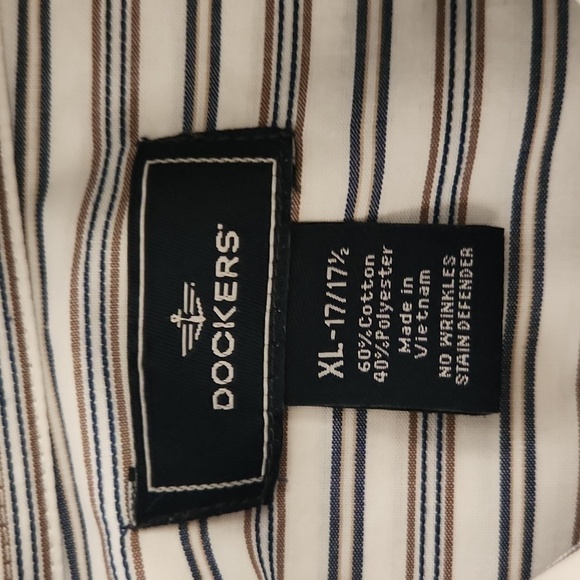 DOCKERS
XL-17/17½
60%Cotton
40%Polyester
Made in
Vietnam
NO WRINKLES
STAIN DEFENDER